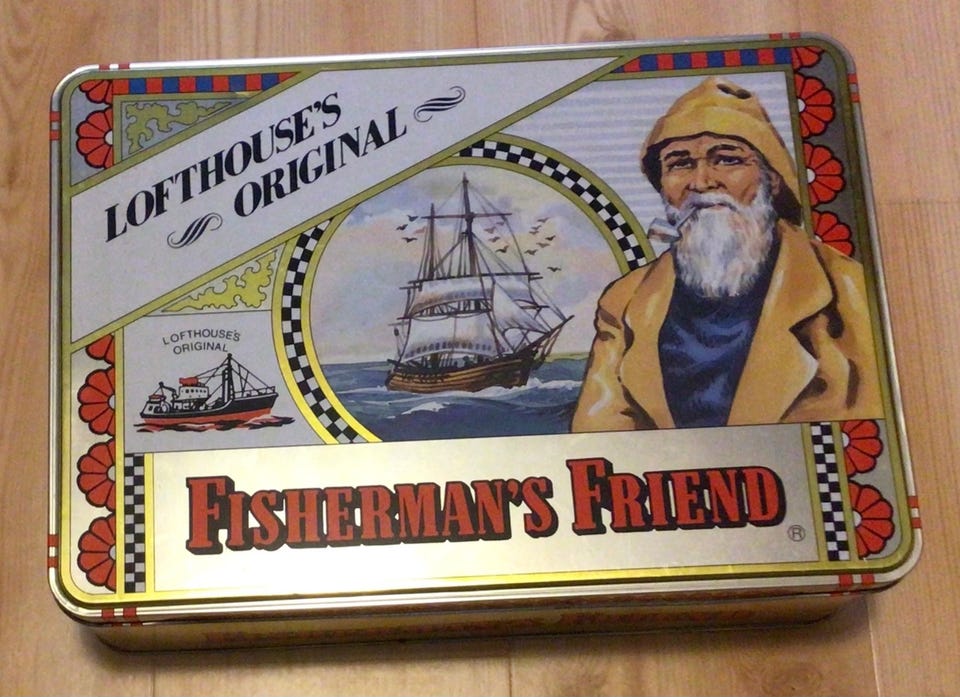 LOFTHOUSE'S
ORIGINAL
LOFTHOUSE'S
ORIGINAL
FISHERMAN'S FRIEND
®